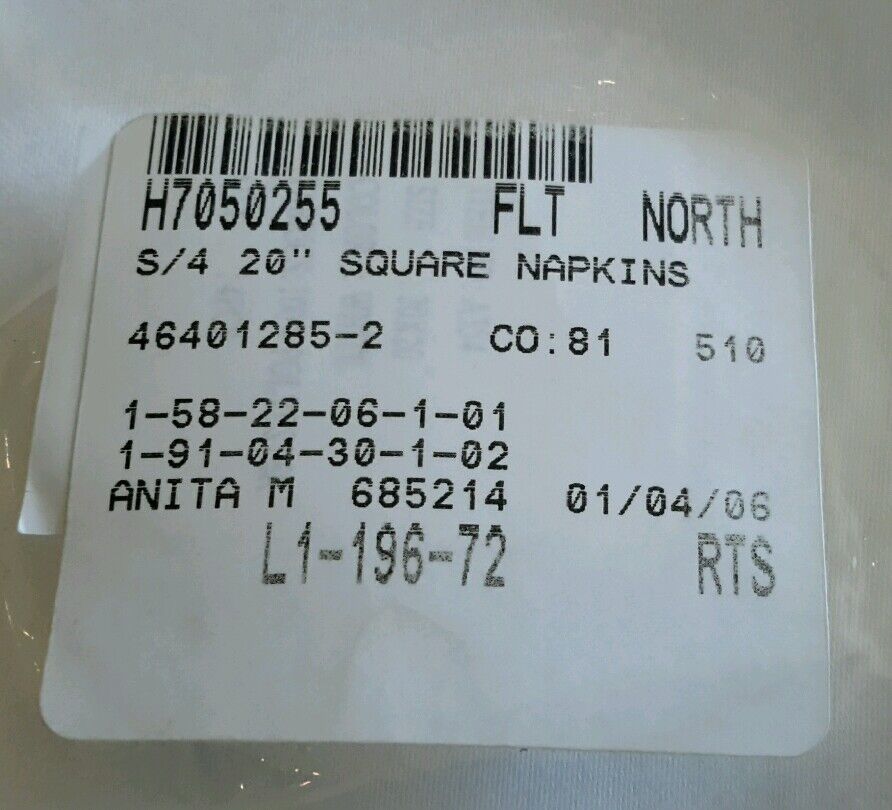 H7050255 FLT NORTH
S/4 20" SQUARE NAPKINS
46401285-2 CO:81 510
1-58-22-06-1-01
1-91-04-30-1-02
ANITA M 685214 01/04/06
L1-196-72 RTS